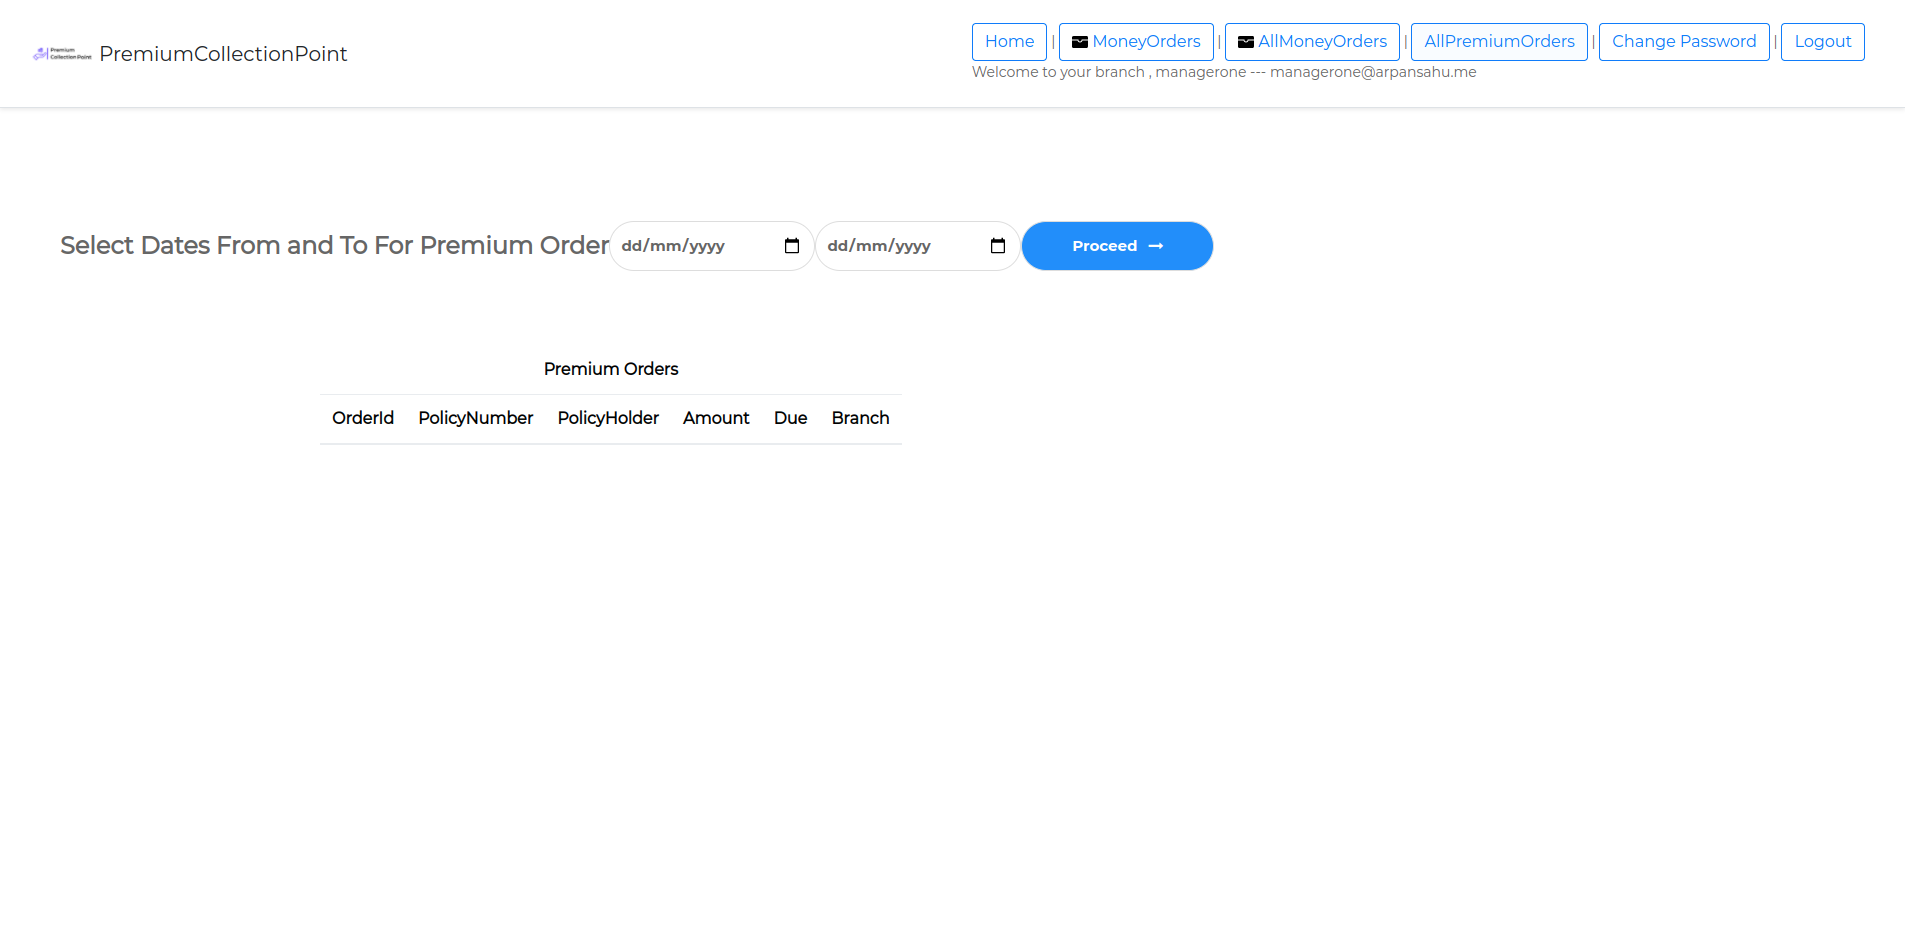 Premium
Collection Point
PremiumCollectionPoint
Home | MoneyOrders | AllMoneyOrders | AllPremiumOrders | Change Password | Logout
Welcome to your branch , managerone --- managerone@arpansahu.me
Select Dates From and To For Premium Order dd/mm/yyyy dd/mm/yyyy Proceed →
Premium Orders
OrderId PolicyNumber PolicyHolder Amount Due Branch